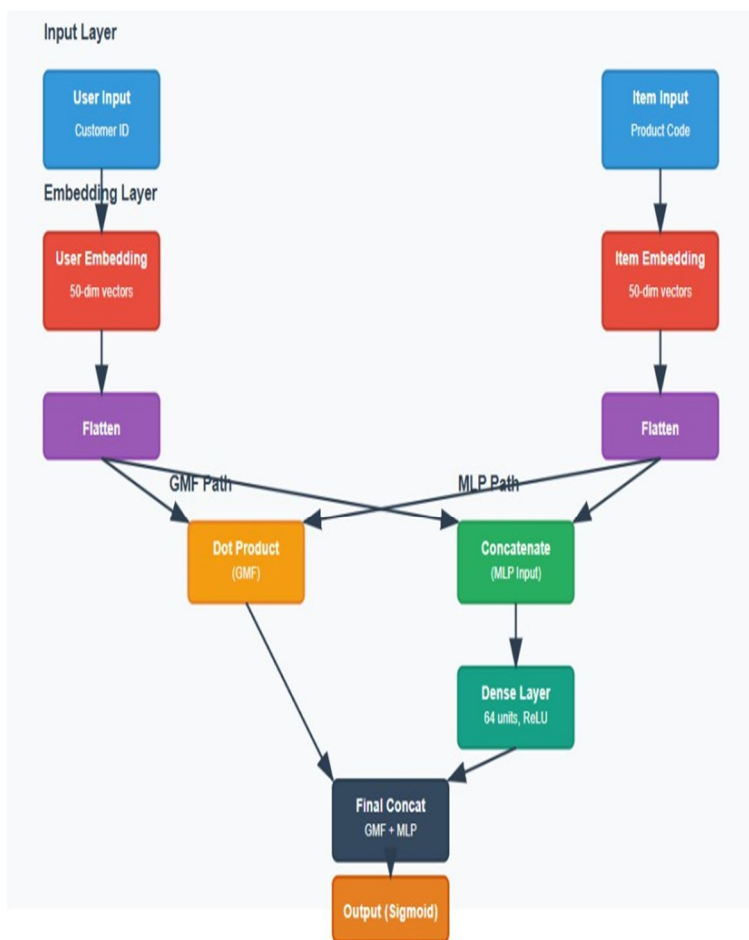 Input Layer
User Input
Customer ID
Item Input
Product Code
Embedding Layer
User Embedding
50-dim vectors
Item Embedding
50-dim vectors
Flatten
Flatten
GMF Path
MLP Path
Dot Product
(GMF)
Concatenate
(MLP Input)
Dense Layer
64 units, ReLU
Final Concat
GMF + MLP
Output (Sigmoid)